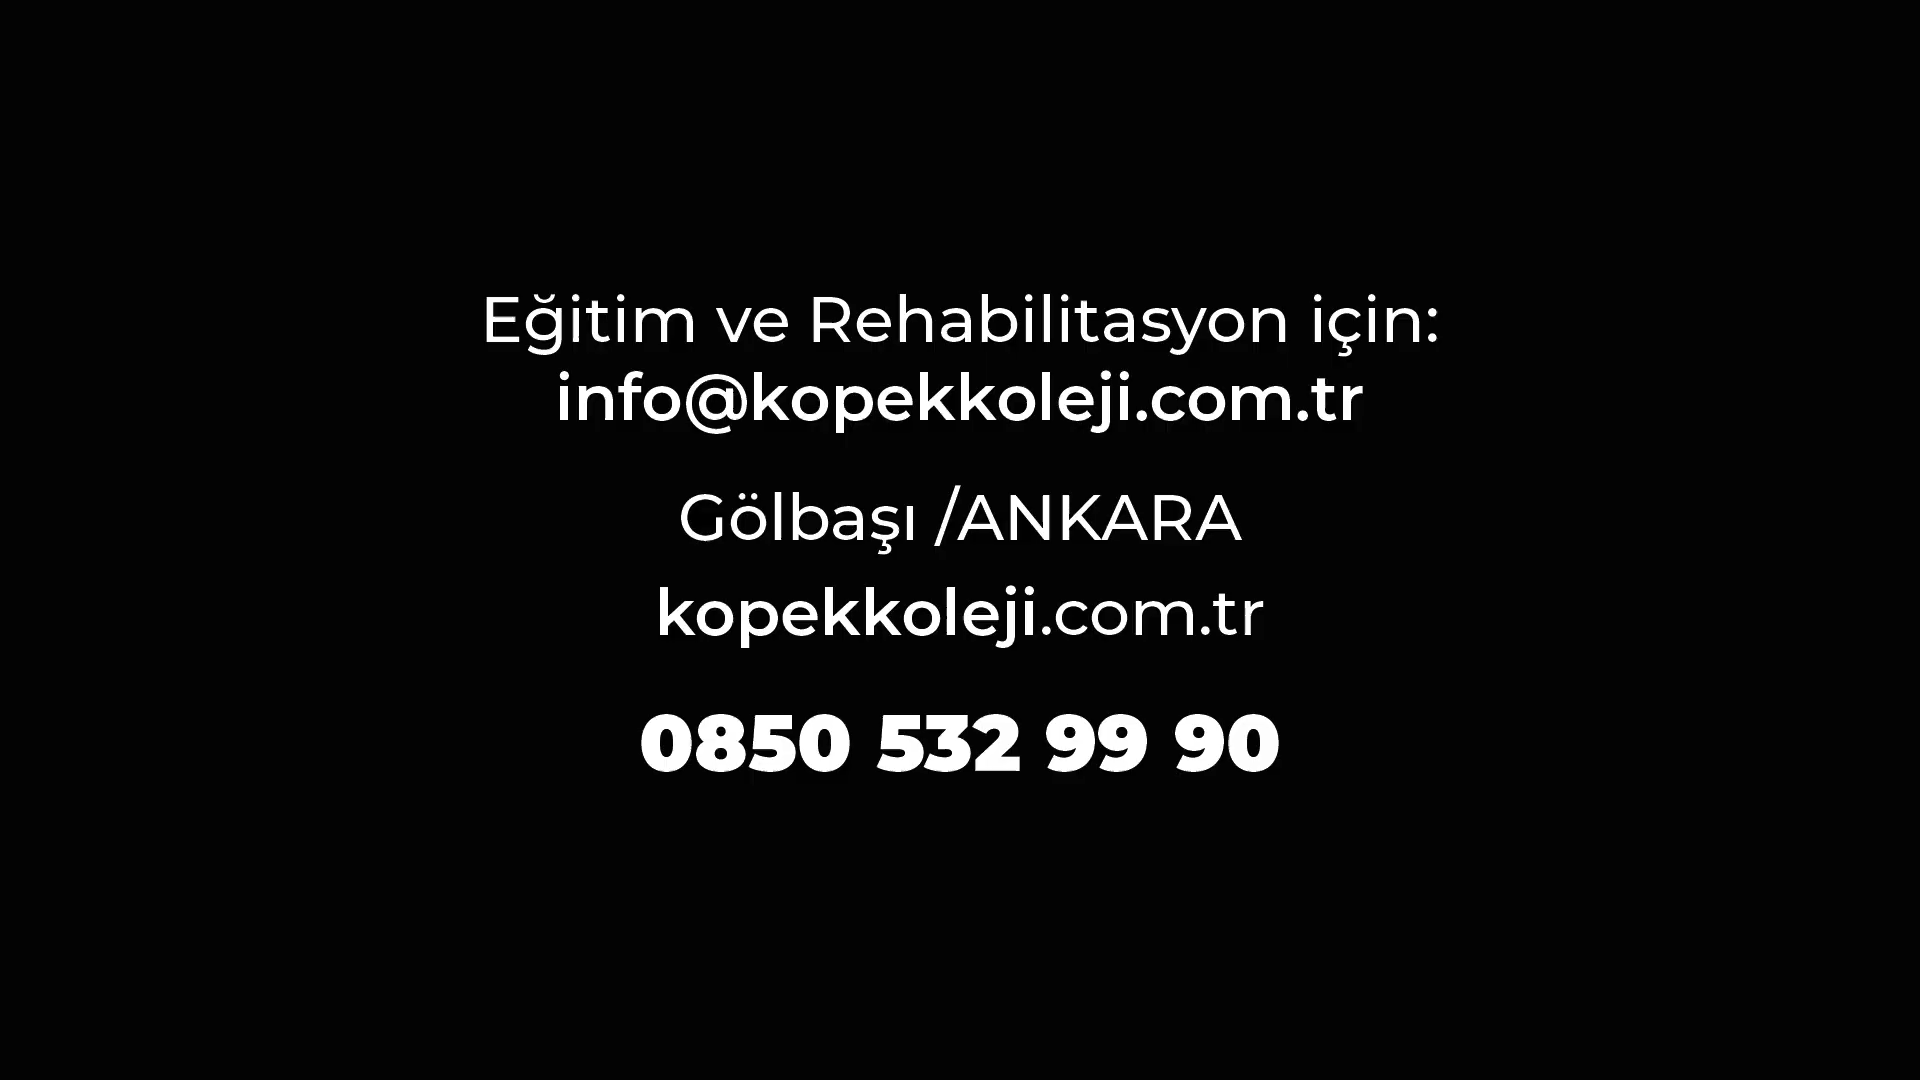 Eğitim ve Rehabilitasyon için:
info@kopekkoleji.com.tr
Gölbaşı /ANKARA
kopekkoleji.com.tr
0850 532 99 90